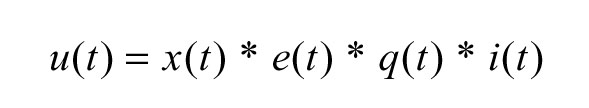 u(t) = x(t) * e(t) * q(t) * i(t)